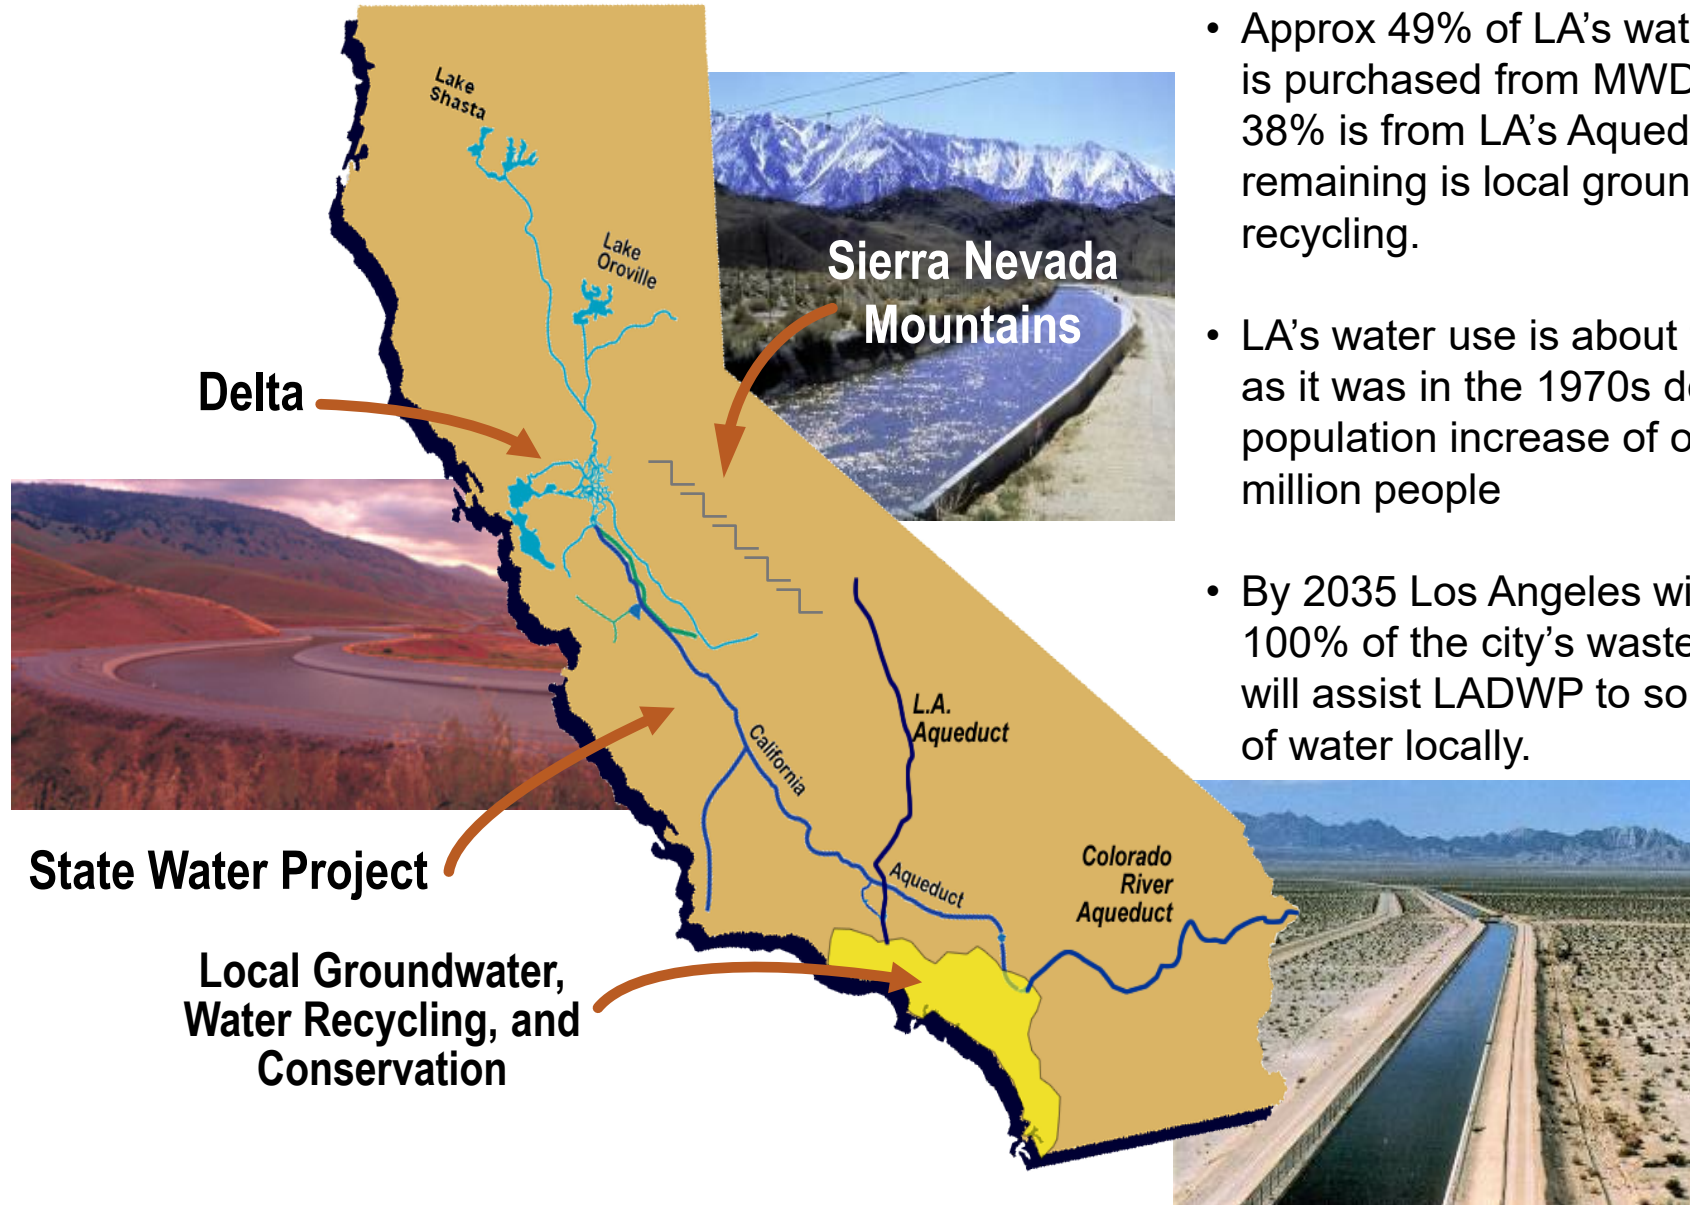 Lake
Shasta
Lake
Oroville
Sierra Nevada
Mountains
Delta
State Water Project
Local Groundwater,
Water Recycling, and
Conservation
California
Aqueduct
L.A.
Aqueduct
Colorado
River
Aqueduct
• Approx 49% of LA’s wat
is purchased from MWD
38% is from LA’s Aqued
remaining is local groun
recycling.
• LA’s water use is about
as it was in the 1970s d
population increase of o
million people
• By 2035 Los Angeles wi
100% of the city’s waste
will assist LADWP to so
of water locally.